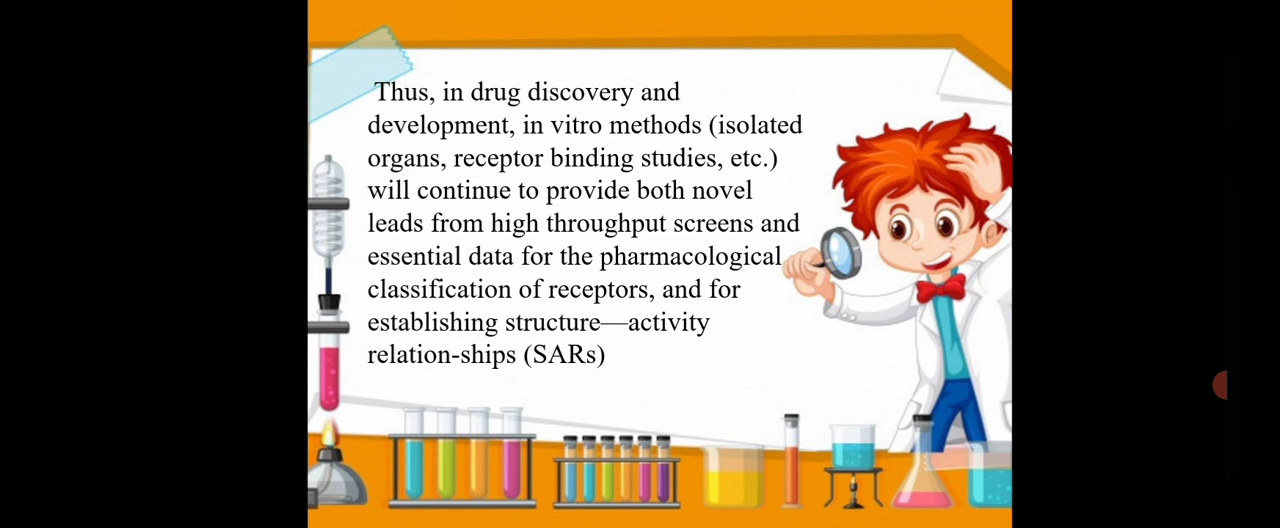 Thus, in drug discovery and
development, in vitro methods (isolated
organs, receptor binding studies, etc.)
will continue to provide both novel
leads from high throughput screens and
essential data for the pharmacological
classification of receptors, and for
establishing structure—activity
relation-ships (SARs)